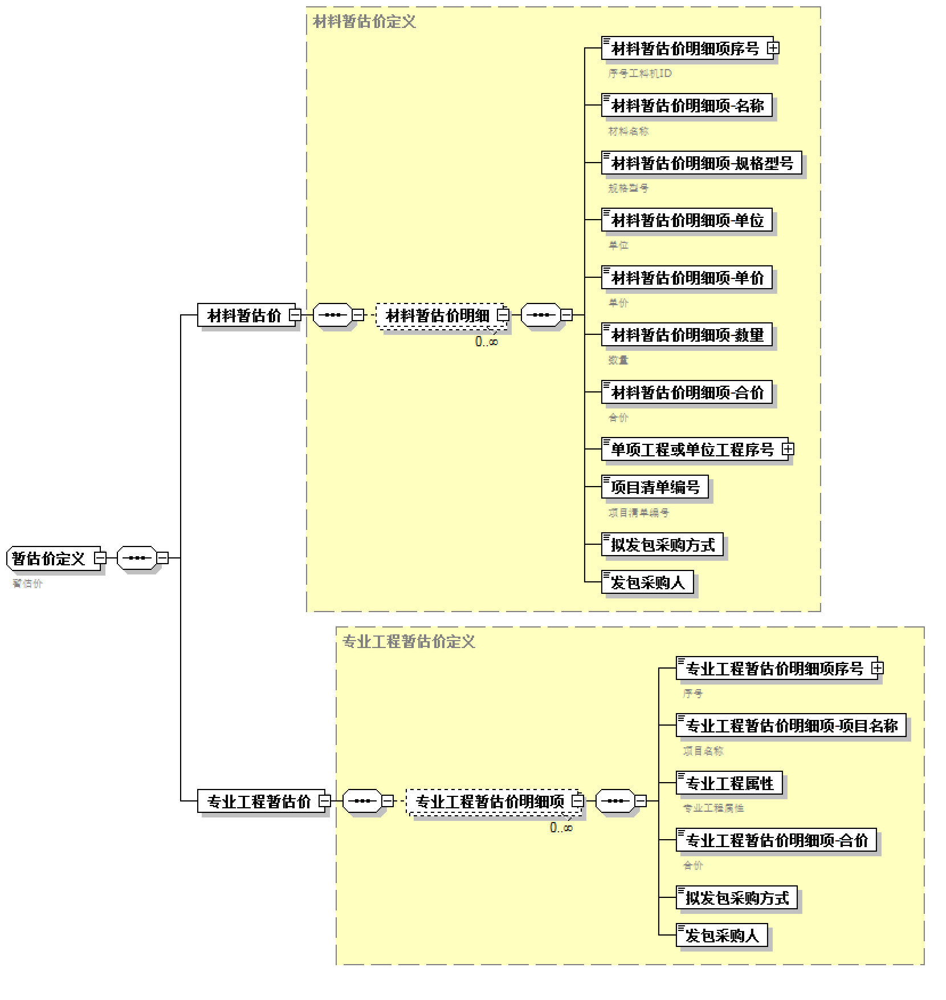 材料暂估价定义
材料暂估价明细项序号
序号工料机ID
材料暂估价明细项-名称
材料名称
材料暂估价明细项-规格型号
规格型号
材料暂估价明细项-单位
单位
材料暂估价明细项-单价
单价
材料暂估价
材料暂估价明细
0..∞
材料暂估价明细项-数量
数量
材料暂估价明细项-合价
合价
单项工程或单位工程序号
项目清单编号
项目清单编号
拟发包采购方式
发包采购人
暂估价定义
暂估价
专业工程暂估价定义
专业工程暂估价明细项序号
序号
专业工程暂估价明细项-项目名称
项目名称
专业工程属性
专业工程属性
专业工程暂估价
专业工程暂估价明细项
0..∞
专业工程暂估价明细项-合价
合价
拟发包采购方式
发包采购人